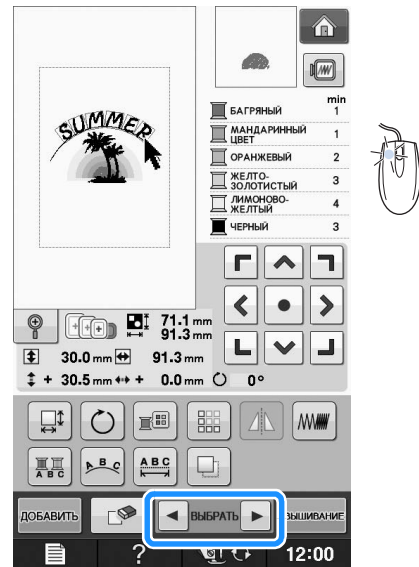 SUMMER
min
БАГРЯНЫЙ 1
МАНДАРИННЫЙ ЦВЕТ 1
ОРАНЖЕВЫЙ 2
ЖЕЛТО-
ЗОЛОТИСТЫЙ 3
ЛИМОНОВО-
ЖЕЛТЫЙ 4
ЧЕРНЫЙ 3
71.1 mm
91.3 mm
30.0 mm 91.3 mm
+ 30.5 mm + 0.0 mm 0°
A B C A B C A B C
ДОБАВИТЬ ВЫБРАТЬ ВЫШИВАНИЕ
? 12:00